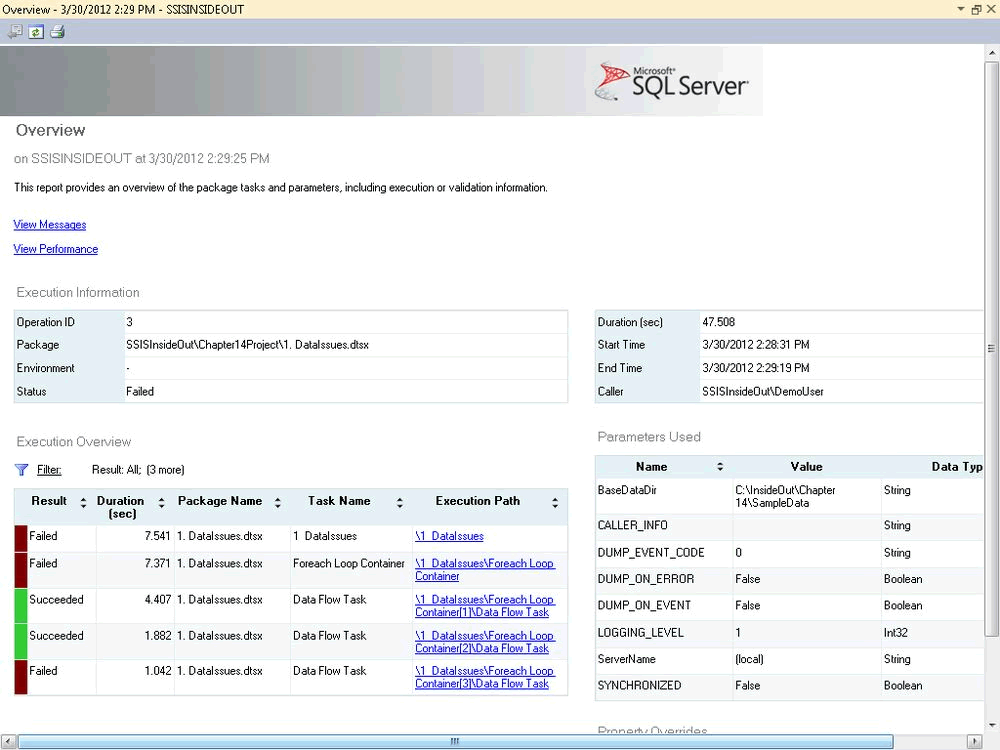 Overview - 3/30/2012 2:29 PM - SSISINSIDEOUT
Microsoft®
SQL Server®
Overview
on SSISINSIDEOUT at 3/30/2012 2:29:25 PM
This report provides an overview of the package tasks and parameters, including execution or validation information.
View Messages
View Performance
Execution Information
Operation ID 3
Package SSISInsideOut\Chapter14Project\1. DataIssues.dtsx
Environment -
Status Failed
Duration (sec) 47.508
Start Time 3/30/2012 2:28:31 PM
End Time 3/30/2012 2:29:19 PM
Caller SSISInsideOut\DemoUser
Execution Overview
Filter: Result: All; (3 more)
Result Duration (sec) Package Name Task Name Execution Path
Failed 7.541 1. DataIssues.dtsx 1 DataIssues \1 DataIssues
Failed 7.371 1. DataIssues.dtsx Foreach Loop Container \1 DataIssues\Foreach Loop
Container
Succeeded 4.407 1. DataIssues.dtsx Data Flow Task \1 DataIssues\Foreach Loop
Container[1]\Data Flow Task
Succeeded 1.882 1. DataIssues.dtsx Data Flow Task \1 DataIssues\Foreach Loop
Container[2]\Data Flow Task
Failed 1.042 1. DataIssues.dtsx Data Flow Task \1 DataIssues\Foreach Loop
Container[3]\Data Flow Task
Parameters Used
Name Value Data Typ
BaseDataDir C:\InsideOut\Chapter String
14\SampleData
CALLER_INFO String
DUMP_EVENT_CODE 0 String
DUMP_ON_ERROR False Boolean
DUMP_ON_EVENT False Boolean
LOGGING_LEVEL 1 Int32
ServerName (local) String
SYNCHRONIZED False Boolean
Property Overrides